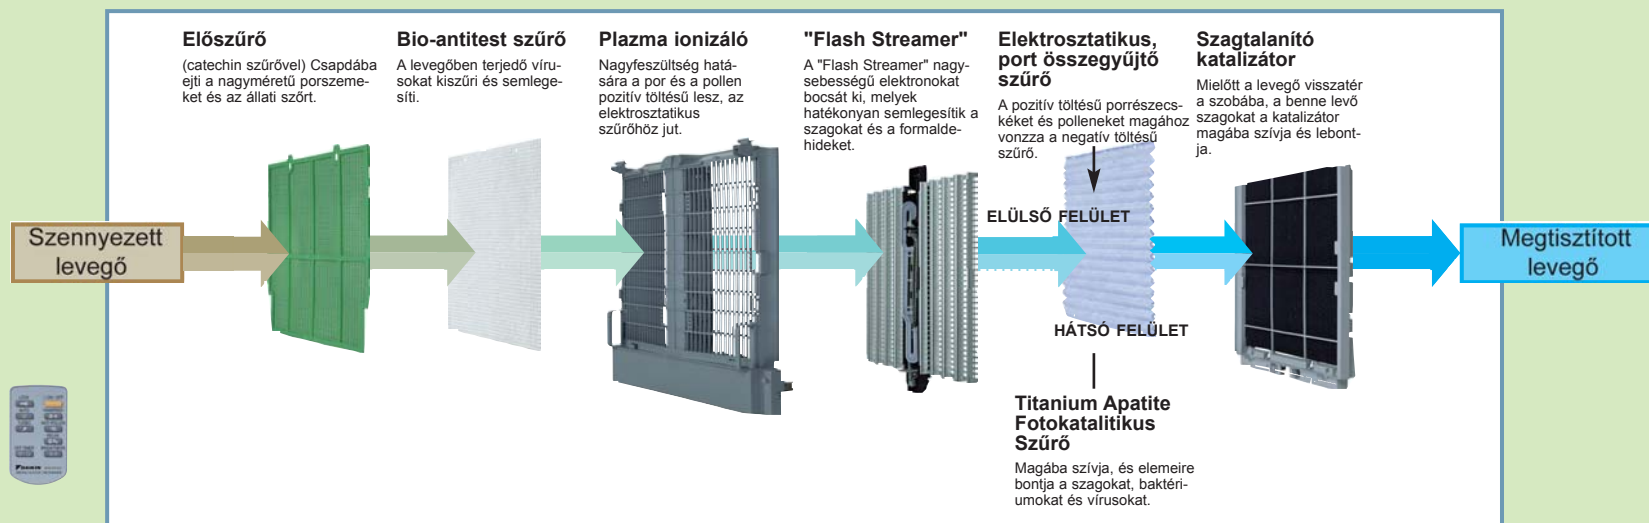 Előszűrő
(catechin szűrővel) Csapdába
ejti a nagyméretű porszeme-
ket és az állati szőrt.
Bio-antitest szűrő
A levegőben terjedő víru-
sokat kiszűri és semlege-
síti.
Plazma ionizáló
Nagyfeszültség hatá-
sára a por és a pollen
pozitív töltésű lesz, az
elektrosztatikus
szűrőhöz jut.
"Flash Streamer"
A "Flash Streamer" nagy-
sebességű elektronokat
bocsát ki, melyek
hatékonyan semlegesítik a
szagokat és a formalde-
hideket.
Elektrosztatikus,
port összegyűjtő
szűrő
A pozitív töltésű porrészecs-
kéket és polleneket magához
vonzza a negatív töltésű
szűrő.
Szagtalanító
katalizátor
Mielőtt a levegő visszatér
a szobába, a benne levő
szagokat a katalizátor
magába szívja és lebont-
ja.
Szennyezett
levegő
ELÜLSŐ FELÜLET
HÁTSÓ FELÜLET
Megtisztított
levegő
Titanium Apatite
Fotokatalitikus
Szűrő
Magába szívja, és elemeire
bontja a szagokat, baktéri-
umokat és vírusokat.
DAIKIN